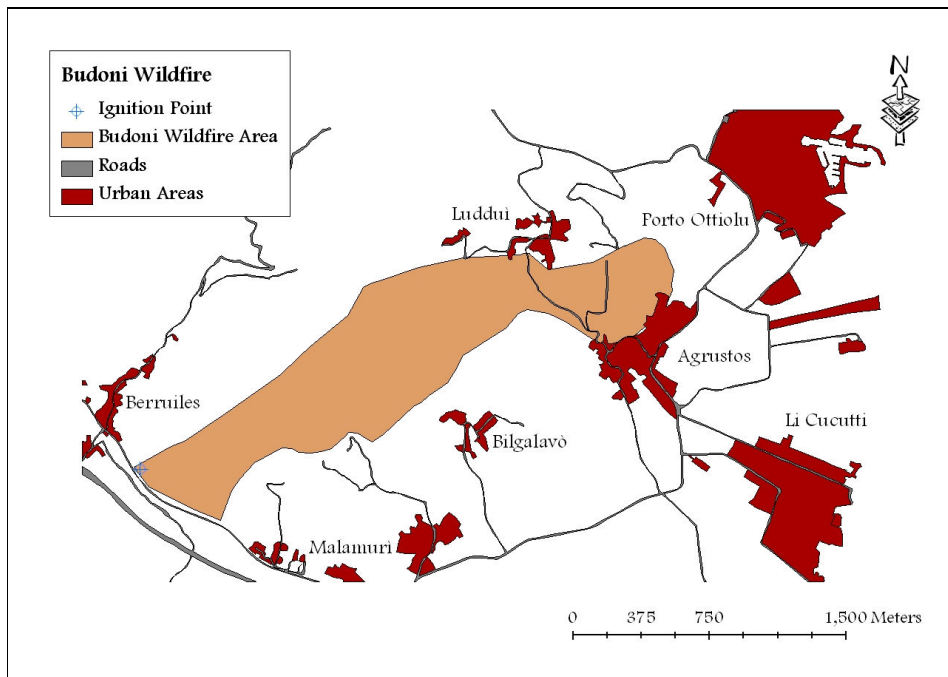 Budoni Wildfire
Ignition Point
Budoni Wildfire Area
Roads
Urban Areas
N
Ludduì
Porto Ottiolu
Agrustos
Berruiles
Li Cucutti
Bilgalavò
Malamurì
0 375 750 1,500 Meters